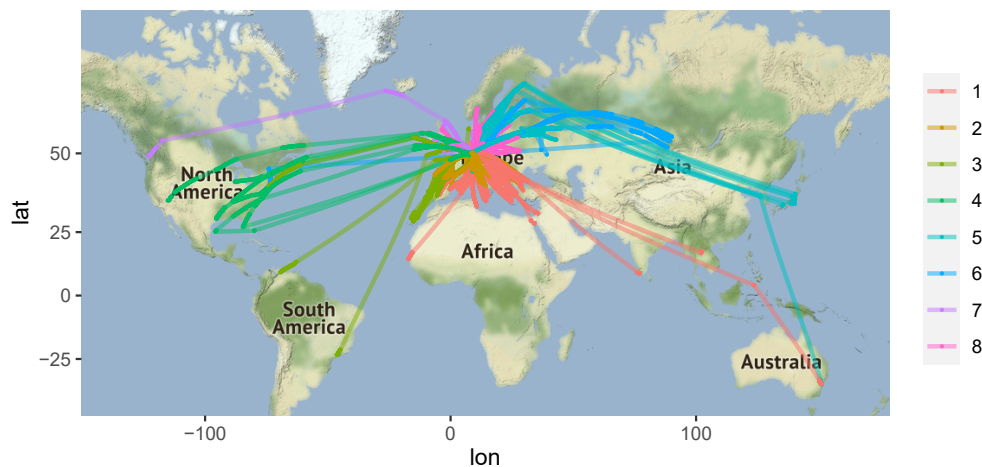 lat
50
25
0
−25
North
America
South
America
Africa
Europe
Asia
Australia
−100
0
100
lon
1
2
3
4
5
6
7
8